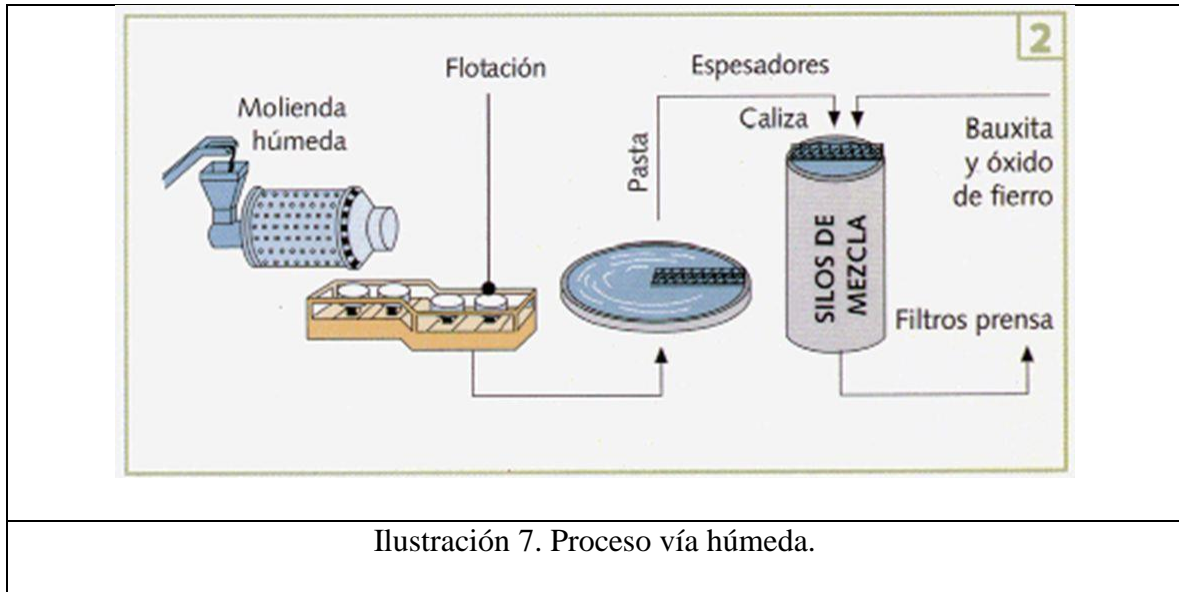 2
Flotación
Espesadores
Molienda
húmeda
Caliza
Bauxita
y óxido
de fierro
Pasta
SILOS DE
MEZCLA
Filtros prensa
Ilustración 7. Proceso vía húmeda.